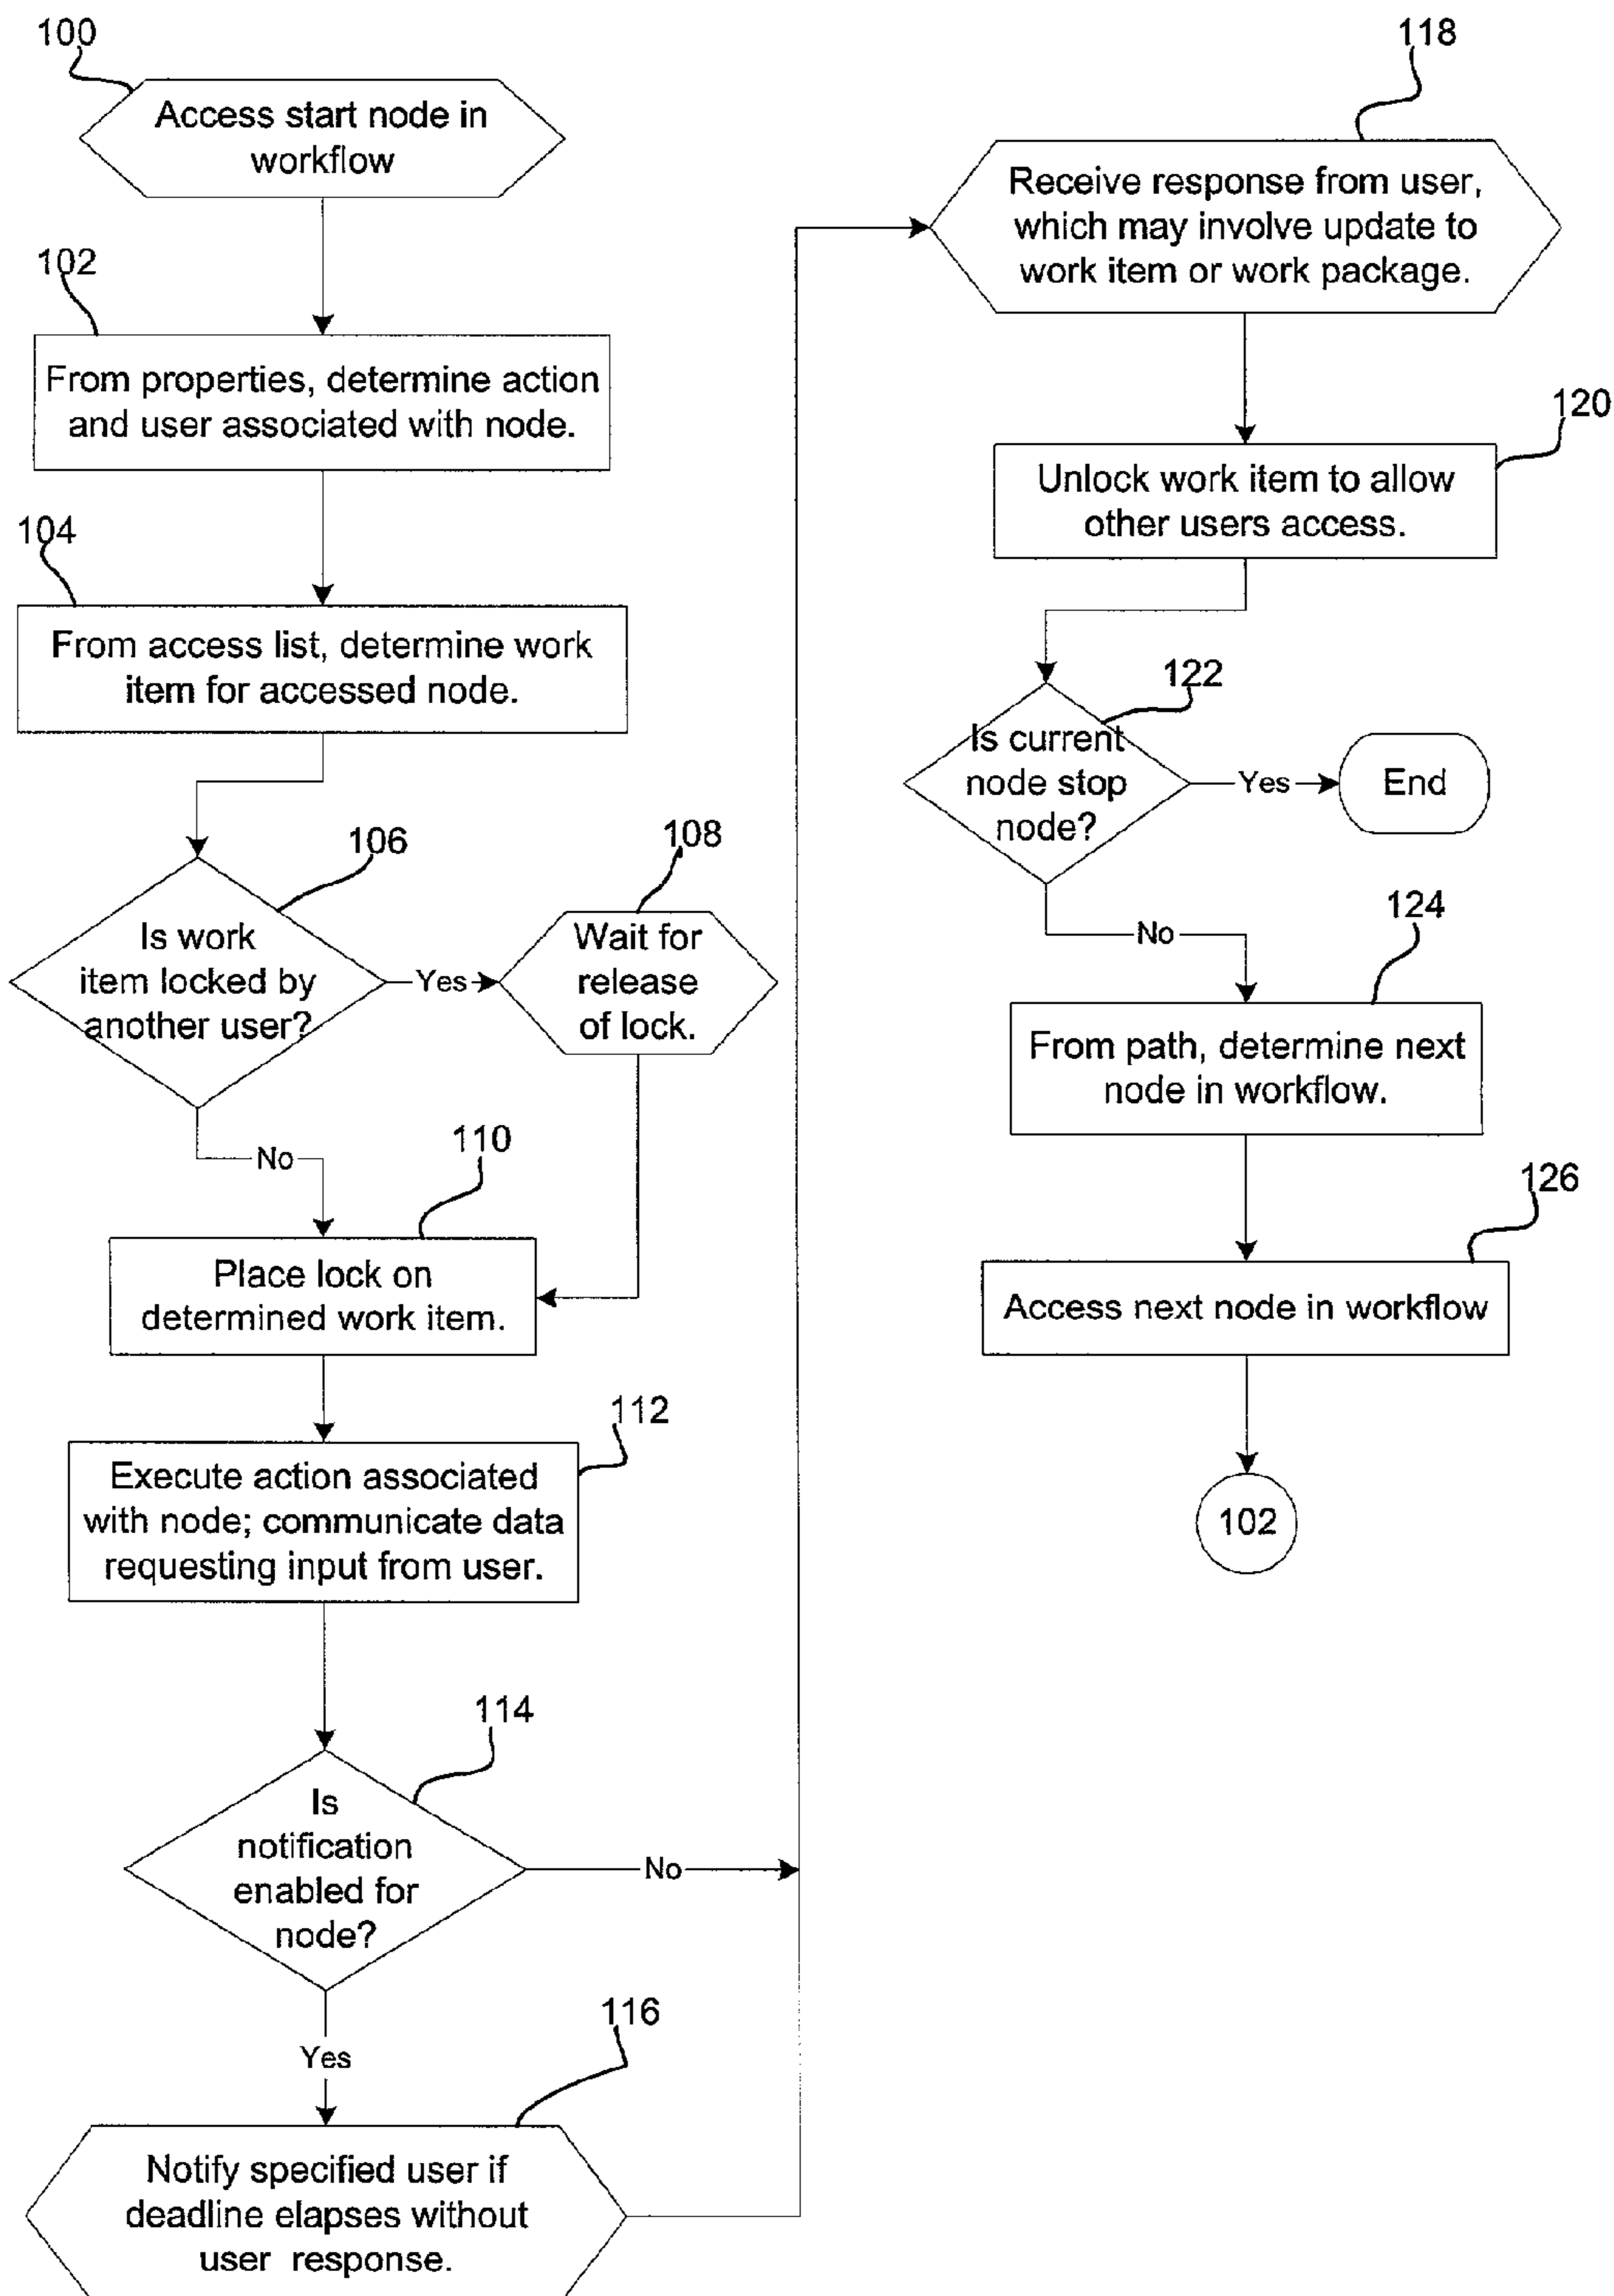 100
Access start node in
workflow
102
From properties, determine action
and user associated with node.
104
From access list, determine work
item for accessed node.
106
Is work
item locked by
another user?
Yes
108
Wait for
release
of lock.
No
110
Place lock on
determined work item.
112
Execute action associated
with node; communicate data
requesting input from user.
114
Is
notification
enabled for
node?
No
Yes
116
Notify specified user if
deadline elapses without
user response.
118
Receive response from user,
which may involve update to
work item or work package.
120
Unlock work item to allow
other users access.
122
Is current
node stop
node?
Yes
End
No
124
From path, determine next
node in workflow.
126
Access next node in workflow
102